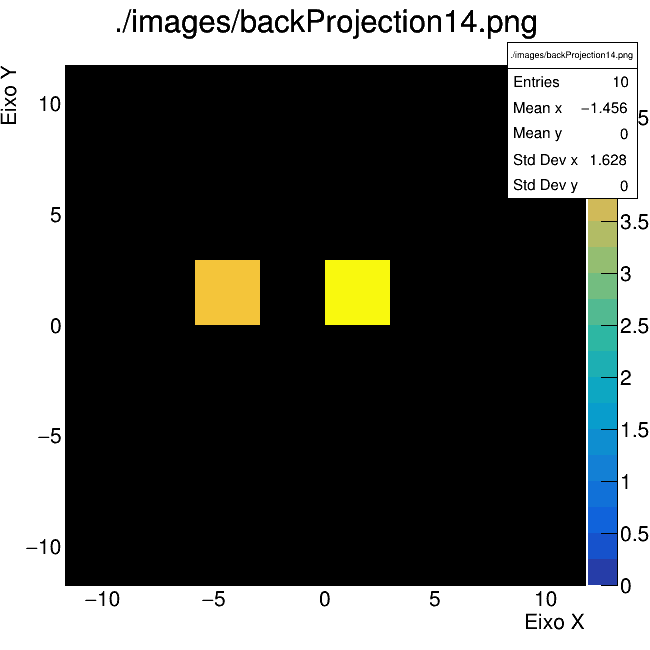 ./images/backProjection14.png
./images/backProjection14.png
Entries 10
Mean x −1.456
Mean y 0
Std Dev x 1.628
Std Dev y 0
Eixo Y
10
5
0
−5
−10
−10 −5 0 5 10
Eixo X
5
3.5
3
2.5
2
1.5
1
0.5
0